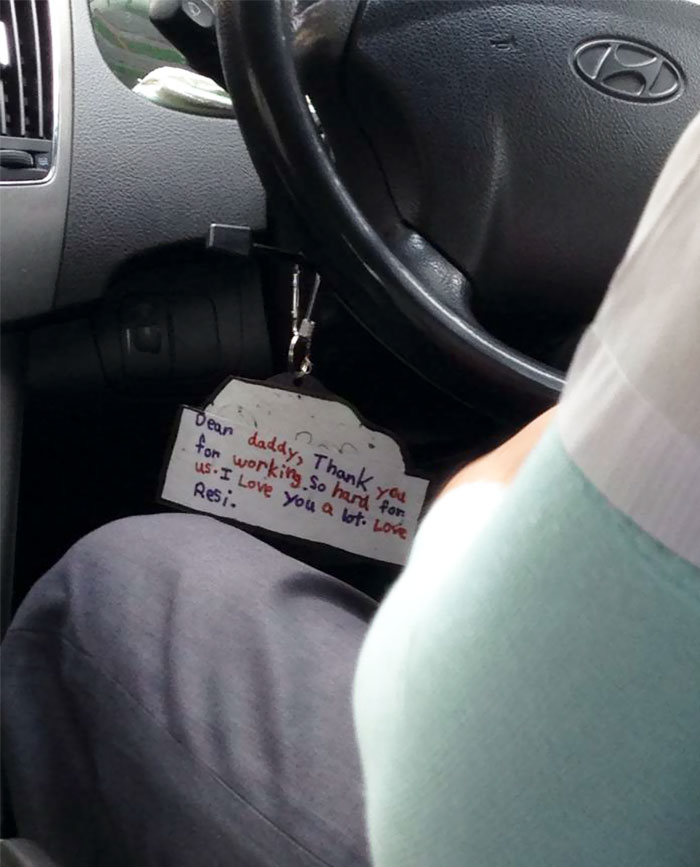 Dear daddy, Thank you
for working so hard for
us. I Love you a lot. Love
Resi.